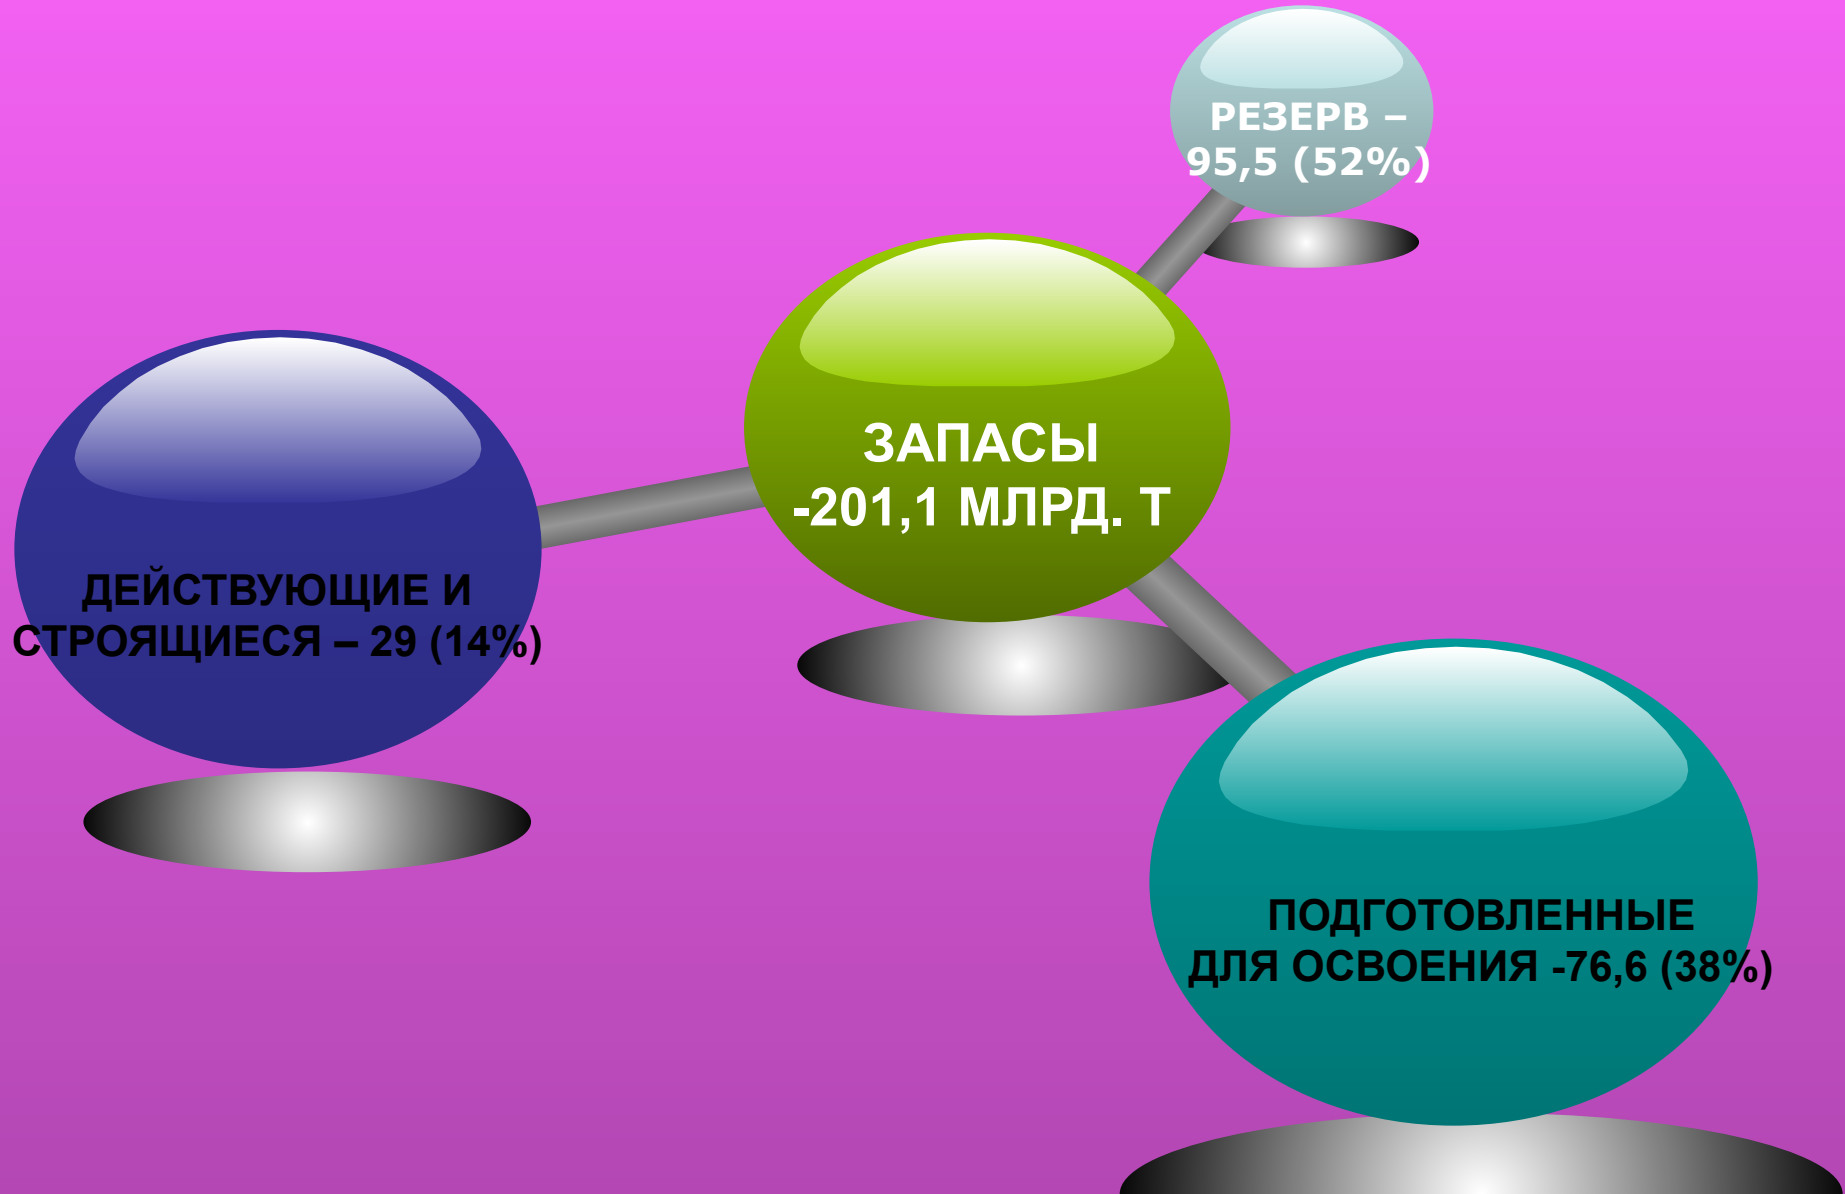 РЕЗЕРВ –
95,5 (52%)
ЗАПАСЫ
-201,1 МЛРД. Т
ДЕЙСТВУЮЩИЕ И
СТРОЯЩИЕСЯ – 29 (14%)
ПОДГОТОВЛЕННЫЕ
ДЛЯ ОСВОЕНИЯ -76,6 (38%)